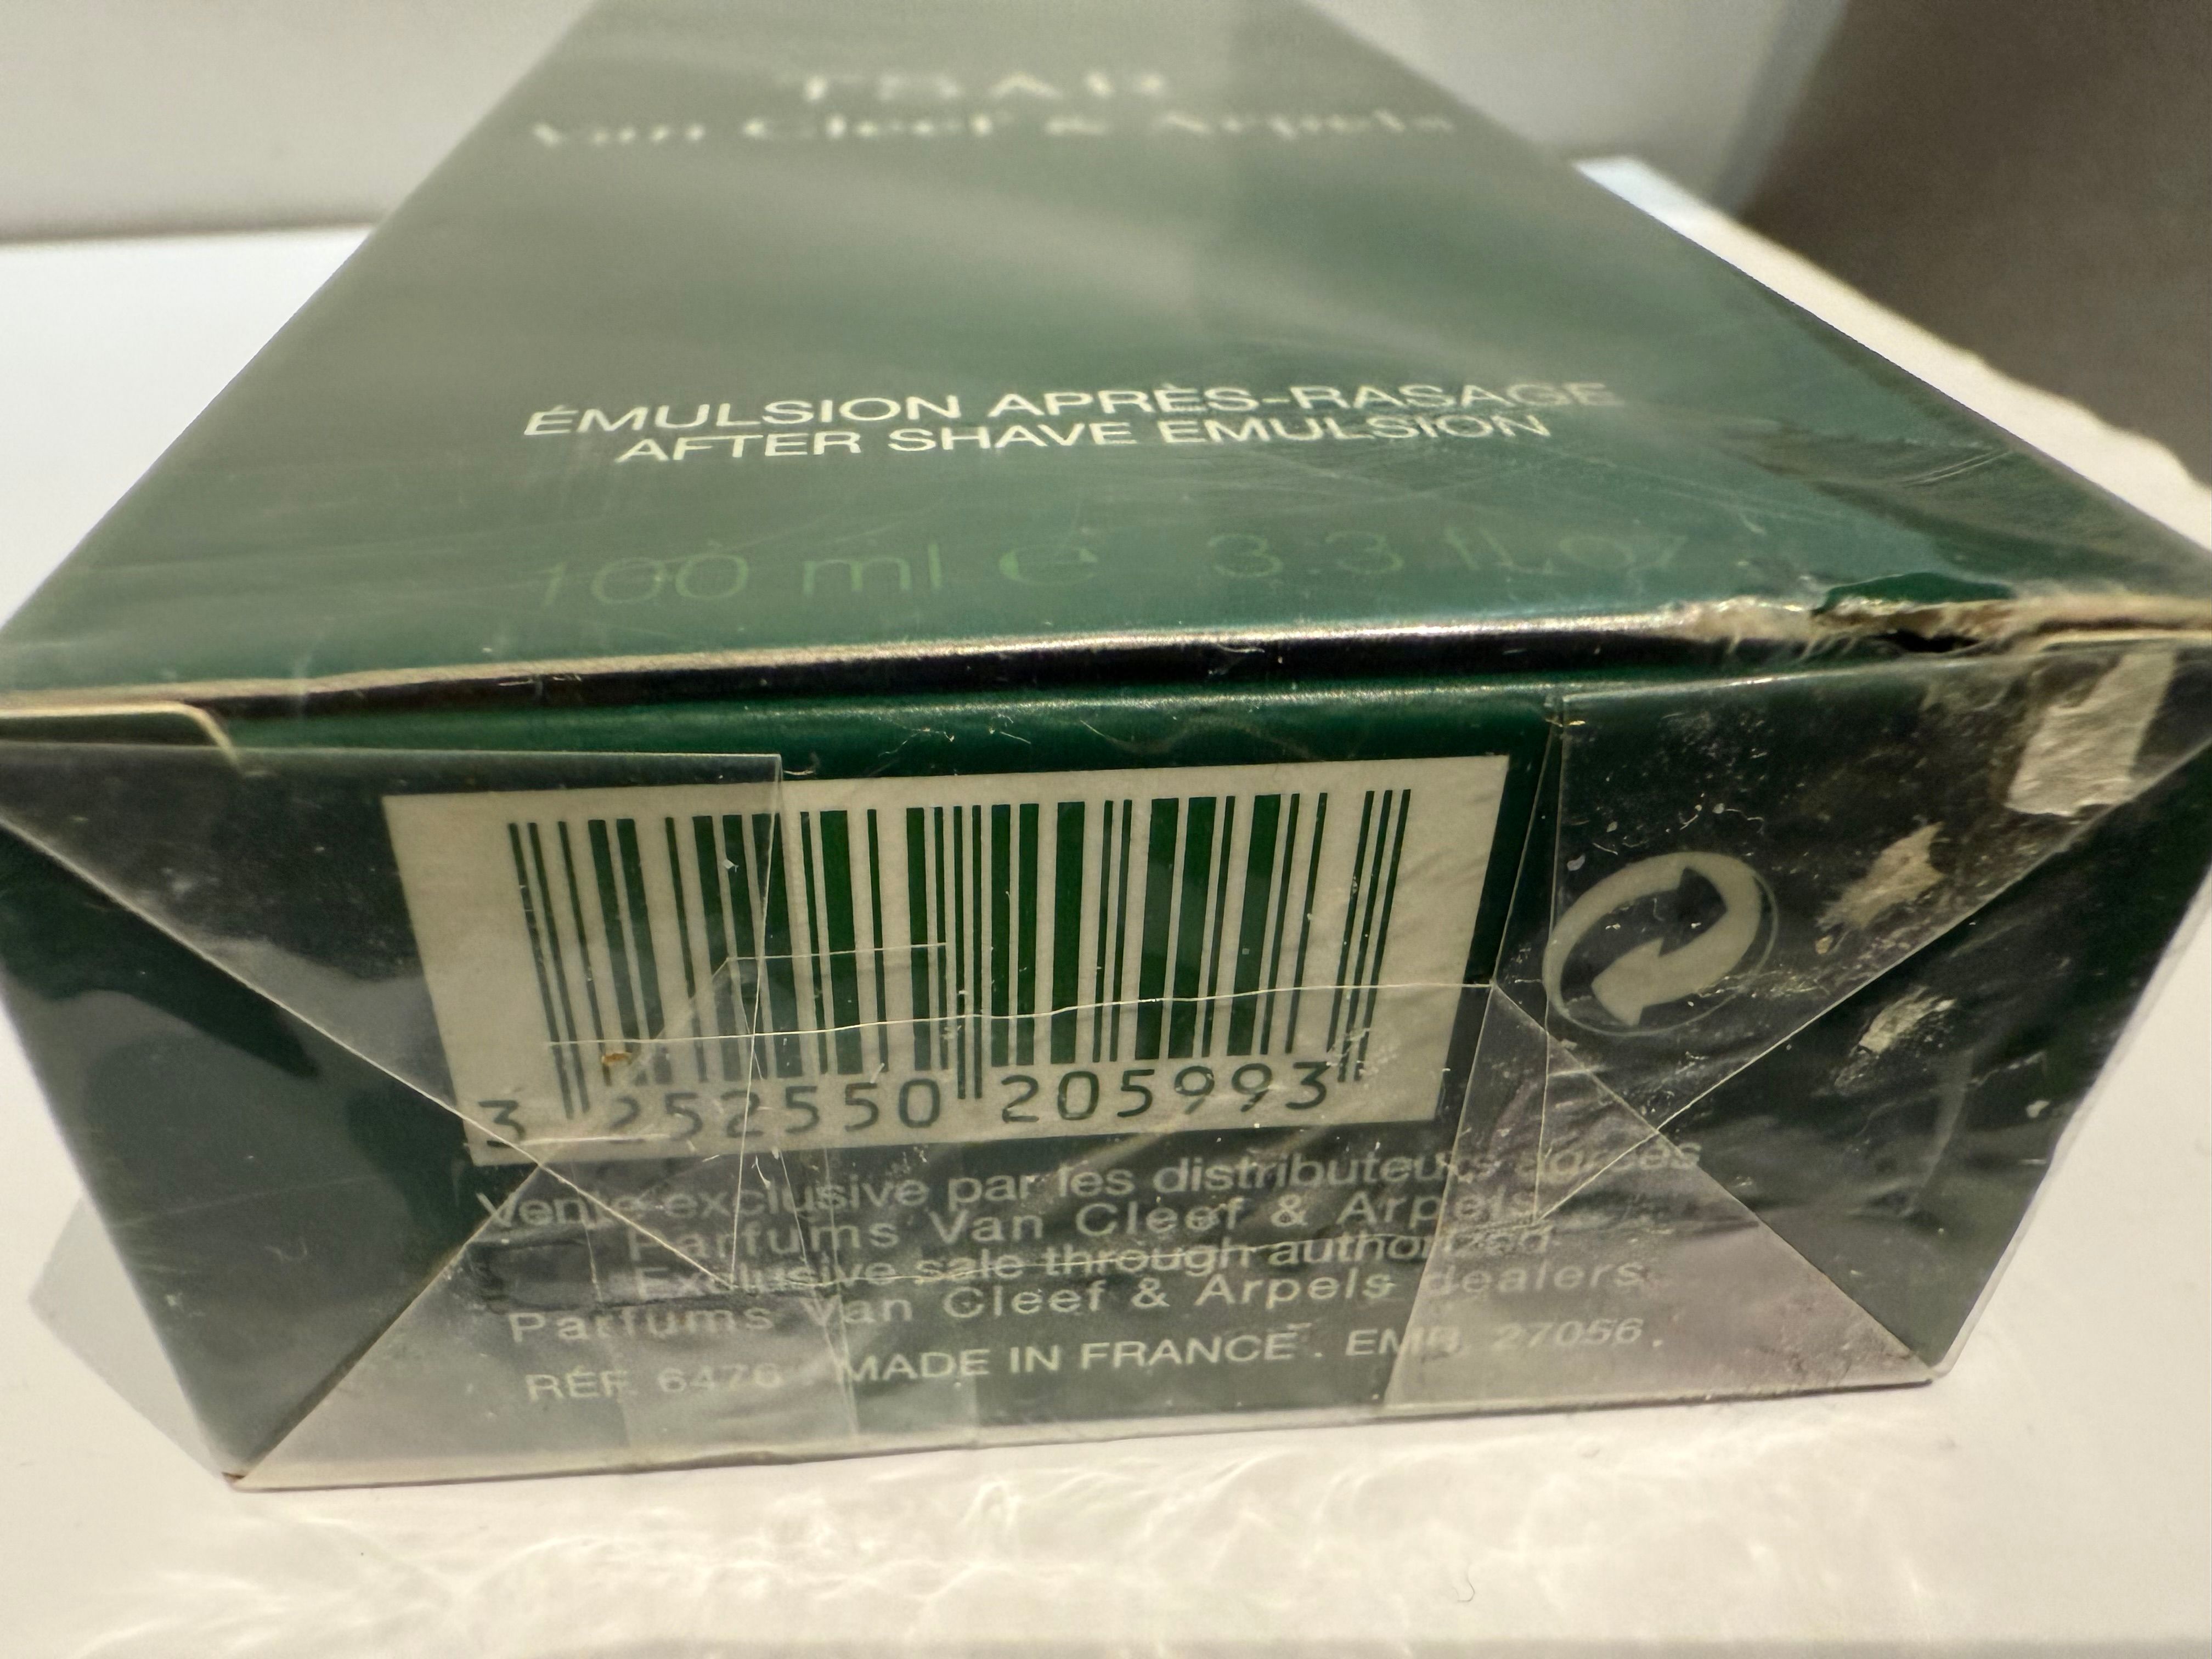 TSAR
Van Cleef & Arpels
ÉMULSION APRÈS-RASAGE
AFTER SHAVE EMULSION
100 ml e 3.3 fl.oz.
3 252550 205993
Vente exclusive par les distributeurs agréés
Parfums Van Cleef & Arpels
Exclusive sale through authorized
Parfums Van Cleef & Arpels dealers.
RÉF. 6476 . MADE IN FRANCE . EMB. 27056.